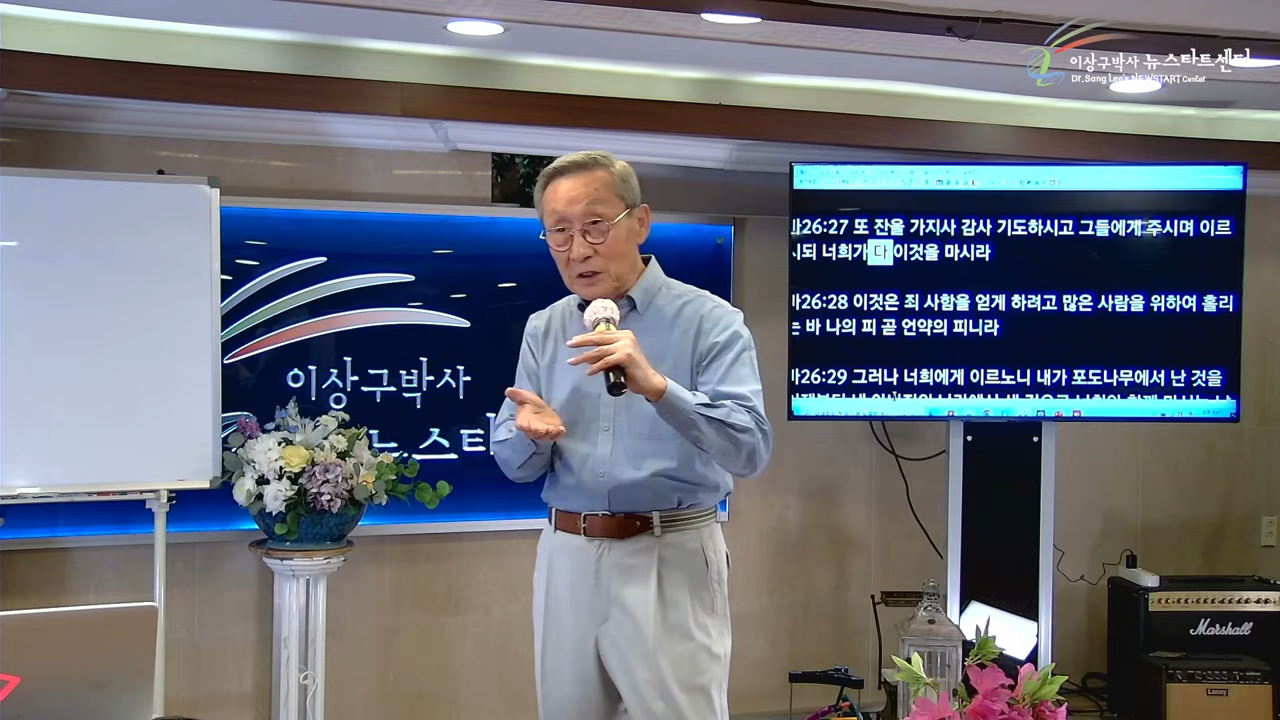 이상구박사 뉴스타트센터
Dr. Sang Lee's NEWSTART Center
26:27 또 잔을 가지사 감사 기도하시고 그들에게 주시며 이르
시되 너희가 다 이것을 마시라
26:28 이것은 죄 사함을 얻게 하려고 많은 사람을 위하여 흘리
는 바 나의 피 곧 언약의 피니라
26:29 그러나 너희에게 이르노니 내가 포도나무에서 난 것을
이상구박사
뉴스타
Marshall
Laney